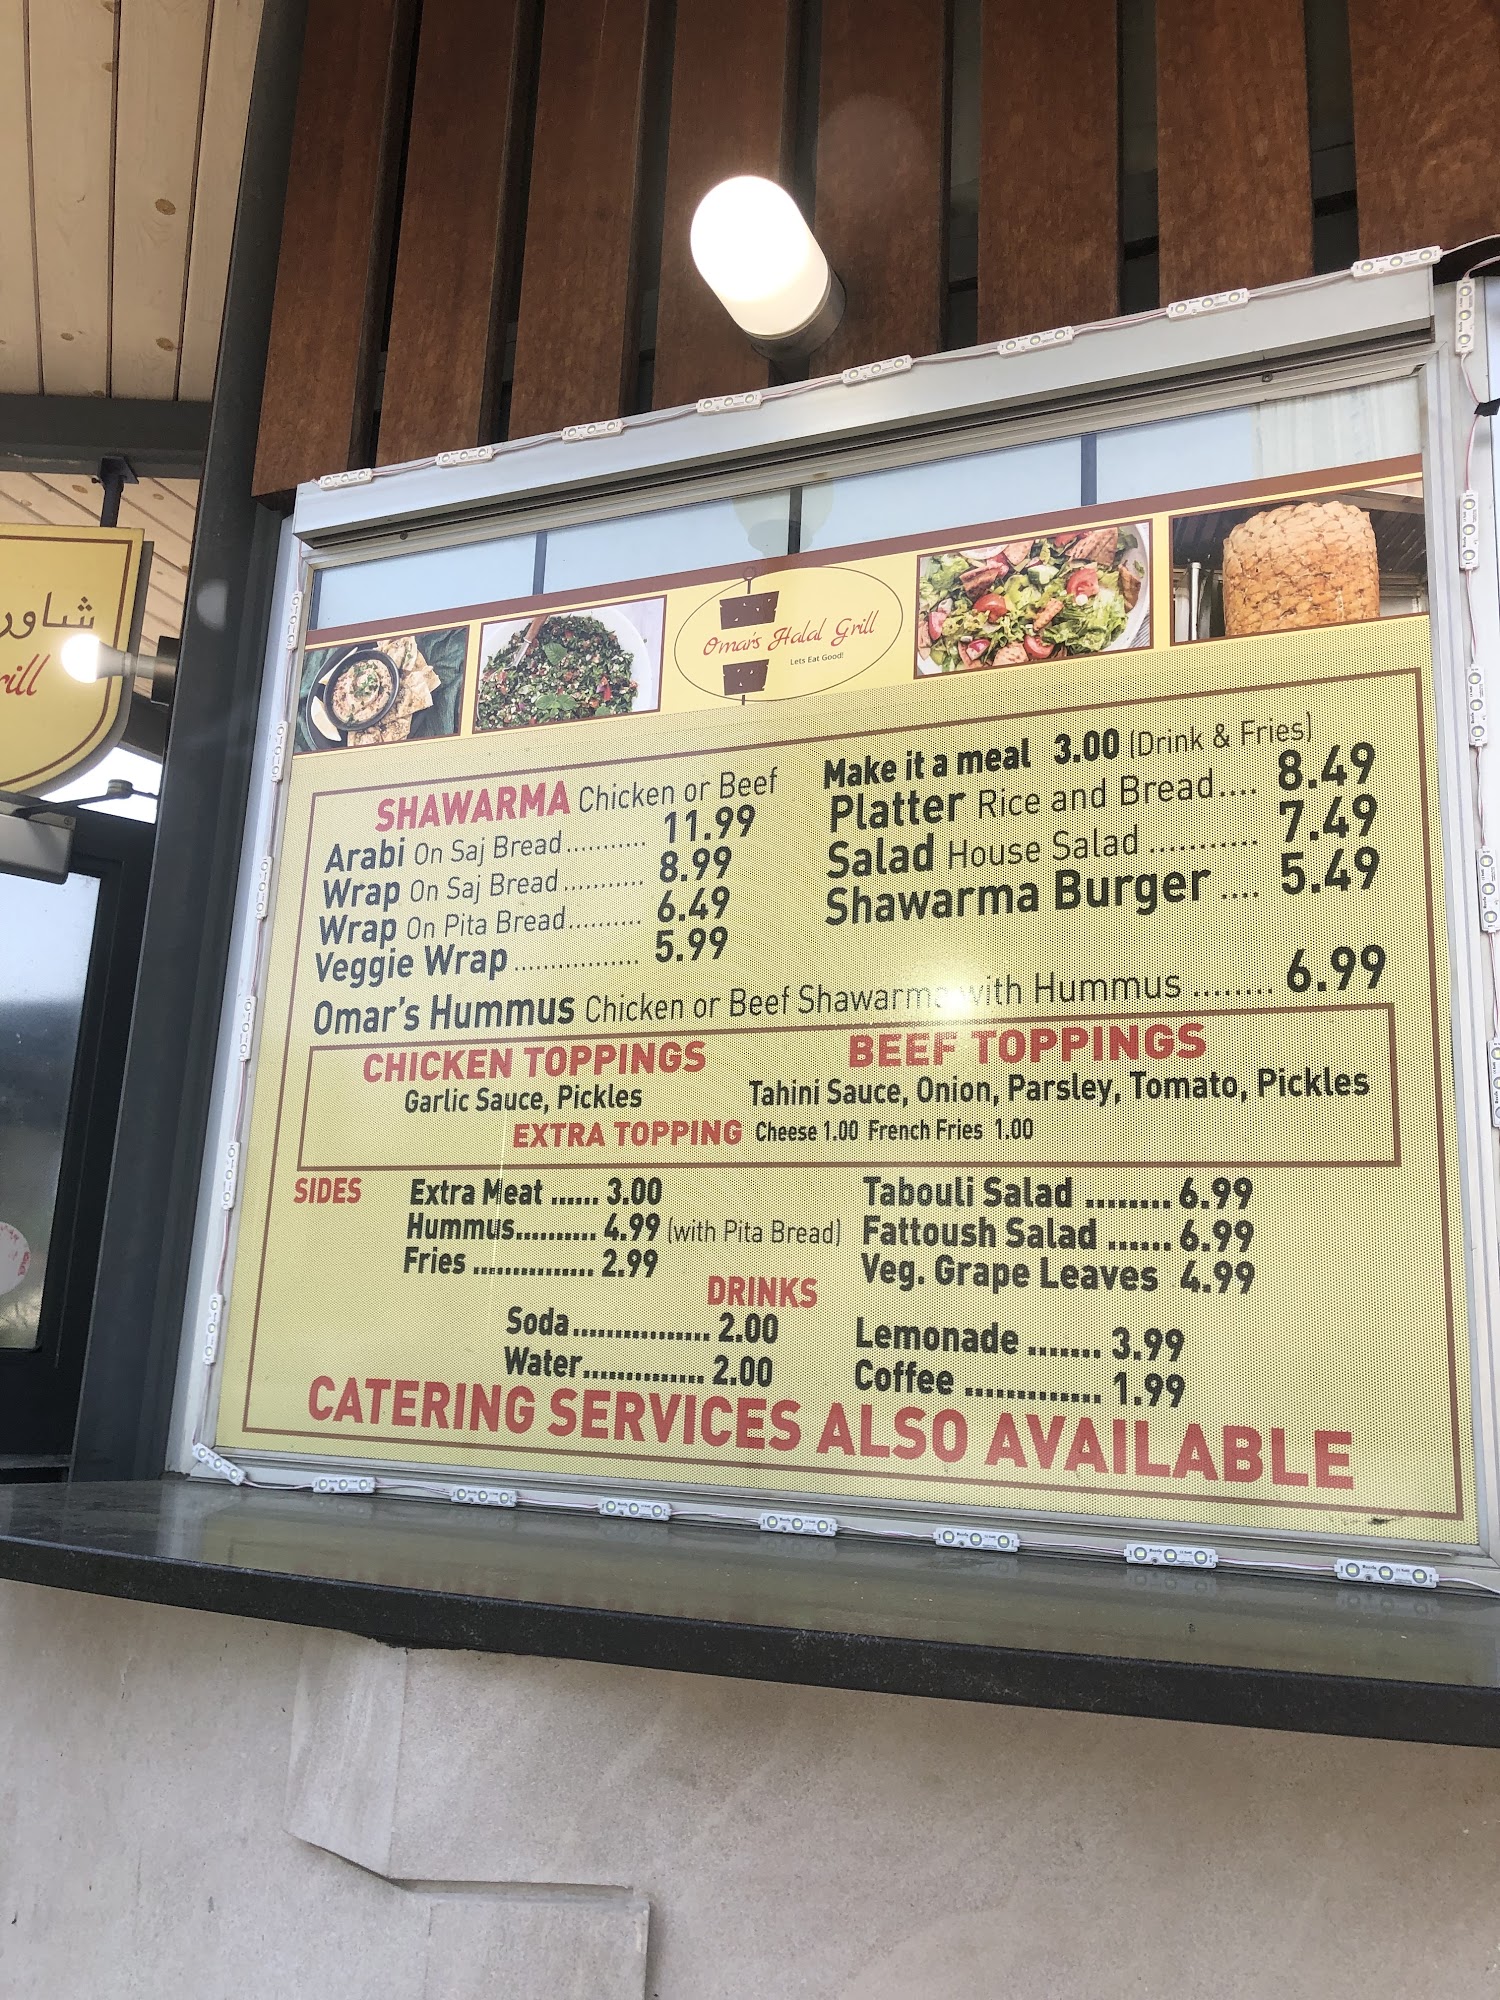 شاور
rill
Omar's Halal Grill
Lets Eat Good!
SHAWARMA Chicken or Beef
Arabi On Saj Bread........... 11.99
Wrap On Saj Bread........... 8.99
Wrap On Pita Bread.......... 6.49
Veggie Wrap ................. 5.99
Make it a meal 3.00 (Drink & Fries)
Platter Rice and Bread.... 8.49
Salad House Salad ............ 7.49
Shawarma Burger .... 5.49
Omar's Hummus Chicken or Beef Shawarma with Hummus ........ 6.99
CHICKEN TOPPINGS
Garlic Sauce, Pickles
BEEF TOPPINGS
Tahini Sauce, Onion, Parsley, Tomato, Pickles
EXTRA TOPPING Cheese 1.00 French Fries 1.00
SIDES
Extra Meat ...... 3.00
Hummus.......... 4.99 (with Pita Bread)
Fries ............... 2.99
Tabouli Salad ........ 6.99
Fattoush Salad ....... 6.99
Veg. Grape Leaves 4.99
DRINKS
Soda................. 2.00
Water............... 2.00
Lemonade ....... 3.99
Coffee ............. 1.99
CATERING SERVICES ALSO AVAILABLE